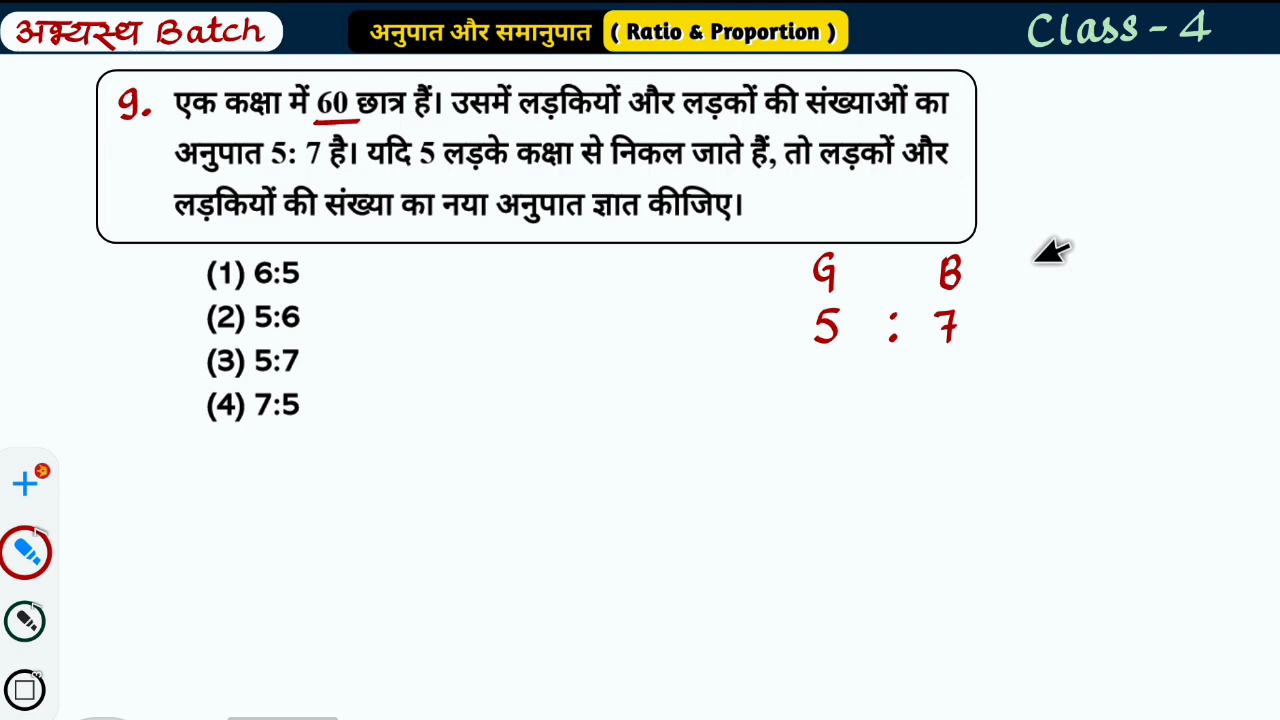 अभ्यस्थ Batch
अनुपात और समानुपात ( Ratio & Proportion )
Class - 4
9. एक कक्षा में 60 छात्र हैं। उसमें लड़कियों और लड़कों की संख्याओं का
अनुपात 5: 7 है। यदि 5 लड़के कक्षा से निकल जाते हैं, तो लड़कों और
लड़कियों की संख्या का नया अनुपात ज्ञात कीजिए।
(1) 6:5
(2) 5:6
(3) 5:7
(4) 7:5
G B
5 : 7